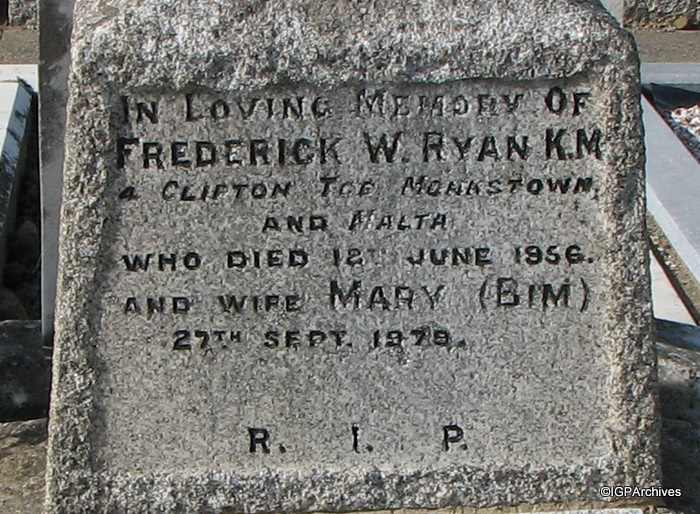 IN LOVING MEMORY OF
FREDERICK W. RYAN K.M
4 CLIFTON TCE MONKSTOWN,
AND MALTA
WHO DIED 18TH JUNE 1956.
AND WIFE MARY (BIM)
27TH SEPT. 1979.
R. I. P.
©IGPArchives